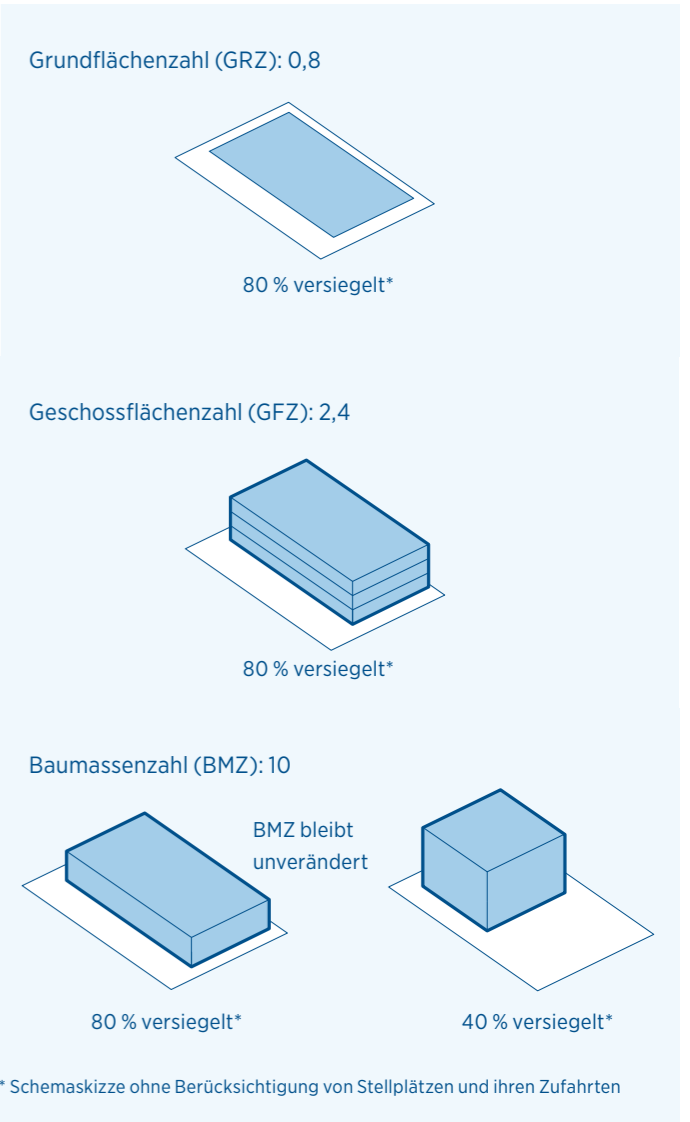 Grundflächenzahl (GRZ): 0,8
80 % versiegelt*
Geschossflächenzahl (GFZ): 2,4
80 % versiegelt*
Baumassenzahl (BMZ): 10
BMZ bleibt
unverändert
80 % versiegelt*
40 % versiegelt*
* Schemaskizze ohne Berücksichtigung von Stellplätzen und ihren Zufahrten